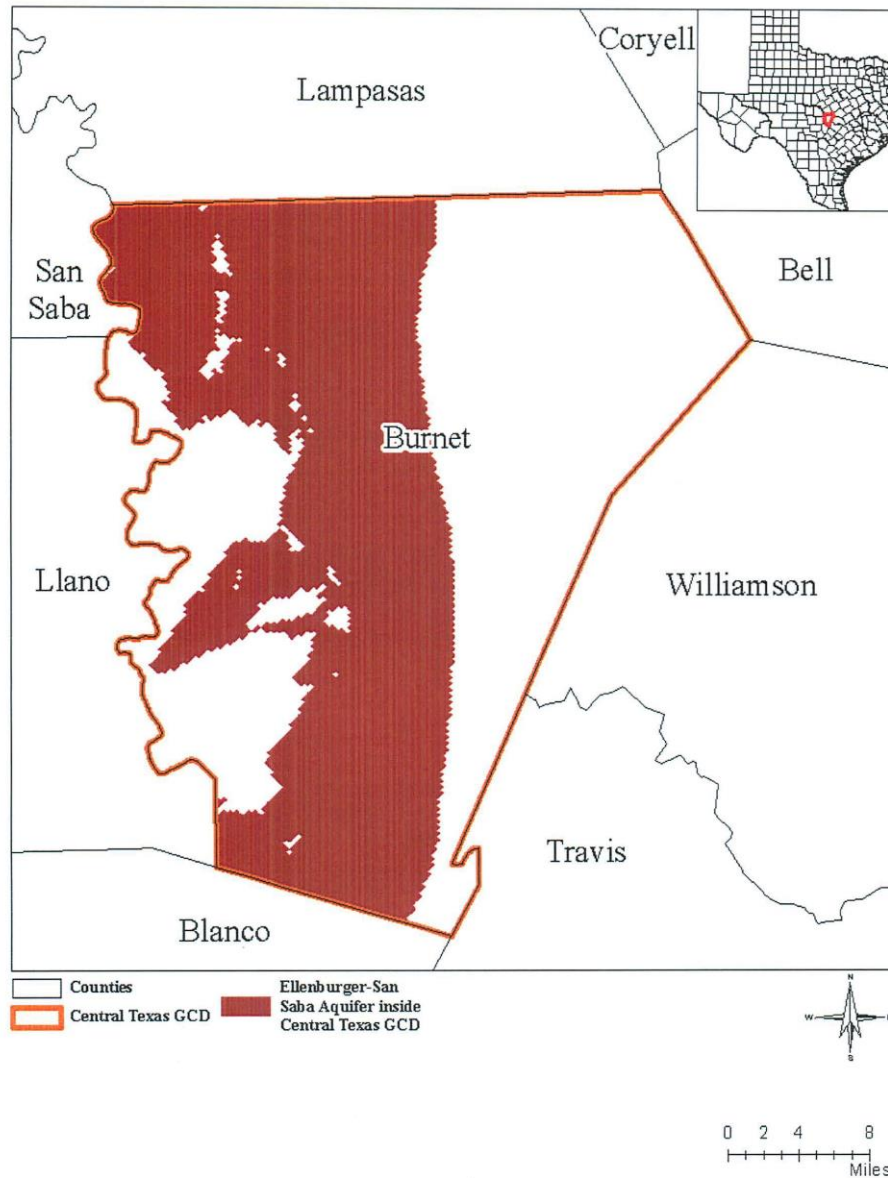 Coryell
Lampasas
San
Saba
Bell
Burnet
Llano
Williamson
Travis
Blanco
Counties
Central Texas GCD
Ellenburger-San
Saba Aquifer inside
Central Texas GCD
N
W
S
0 2 4 8
Miles